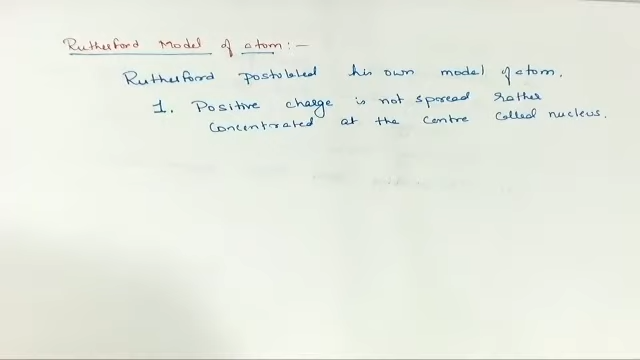 Rutherford Model of atom:-
Rutherford postulated his own model of atom.
1. Positive charge is not spread rather
concentrated at the centre called nucleus.